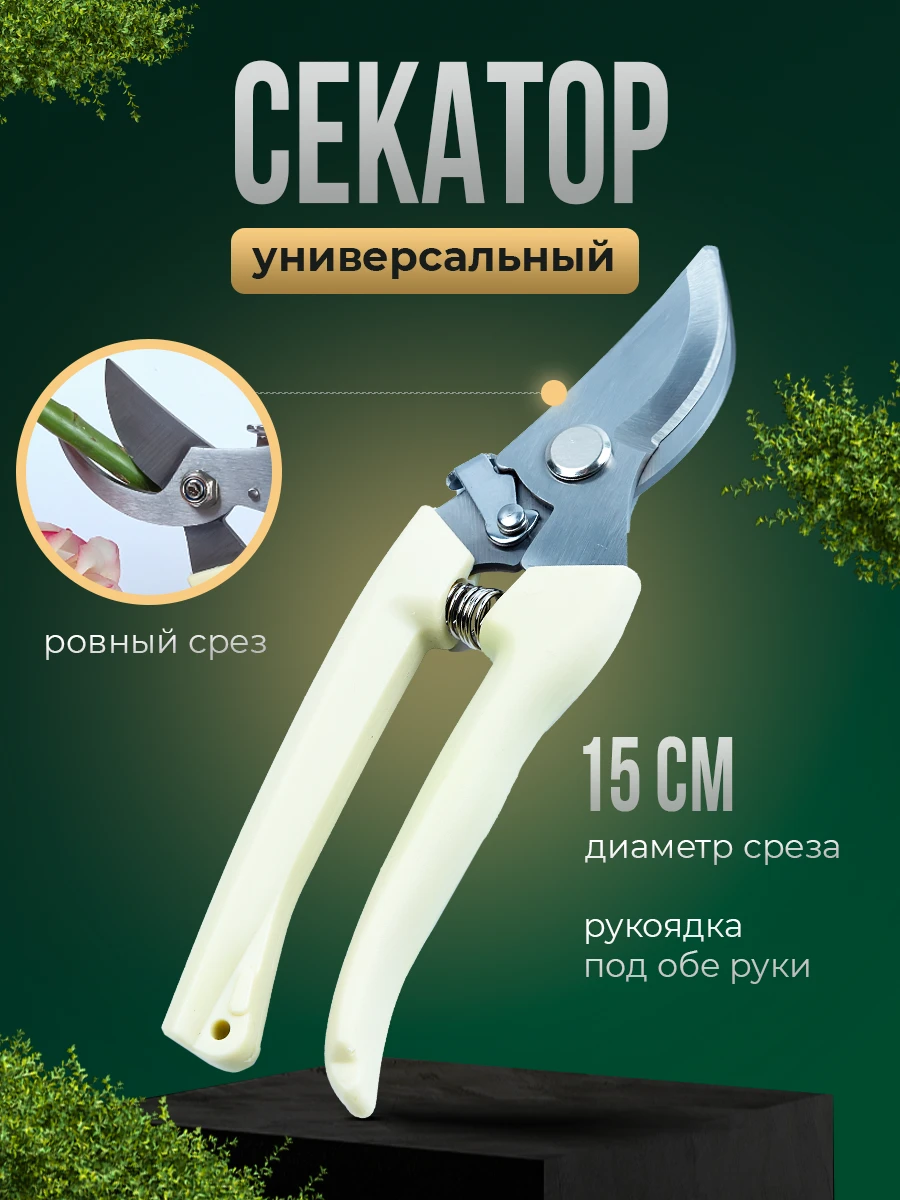 СЕКАТОР
универсальный
ровный срез
15 СМ
диаметр среза
рукоядка
под обе руки